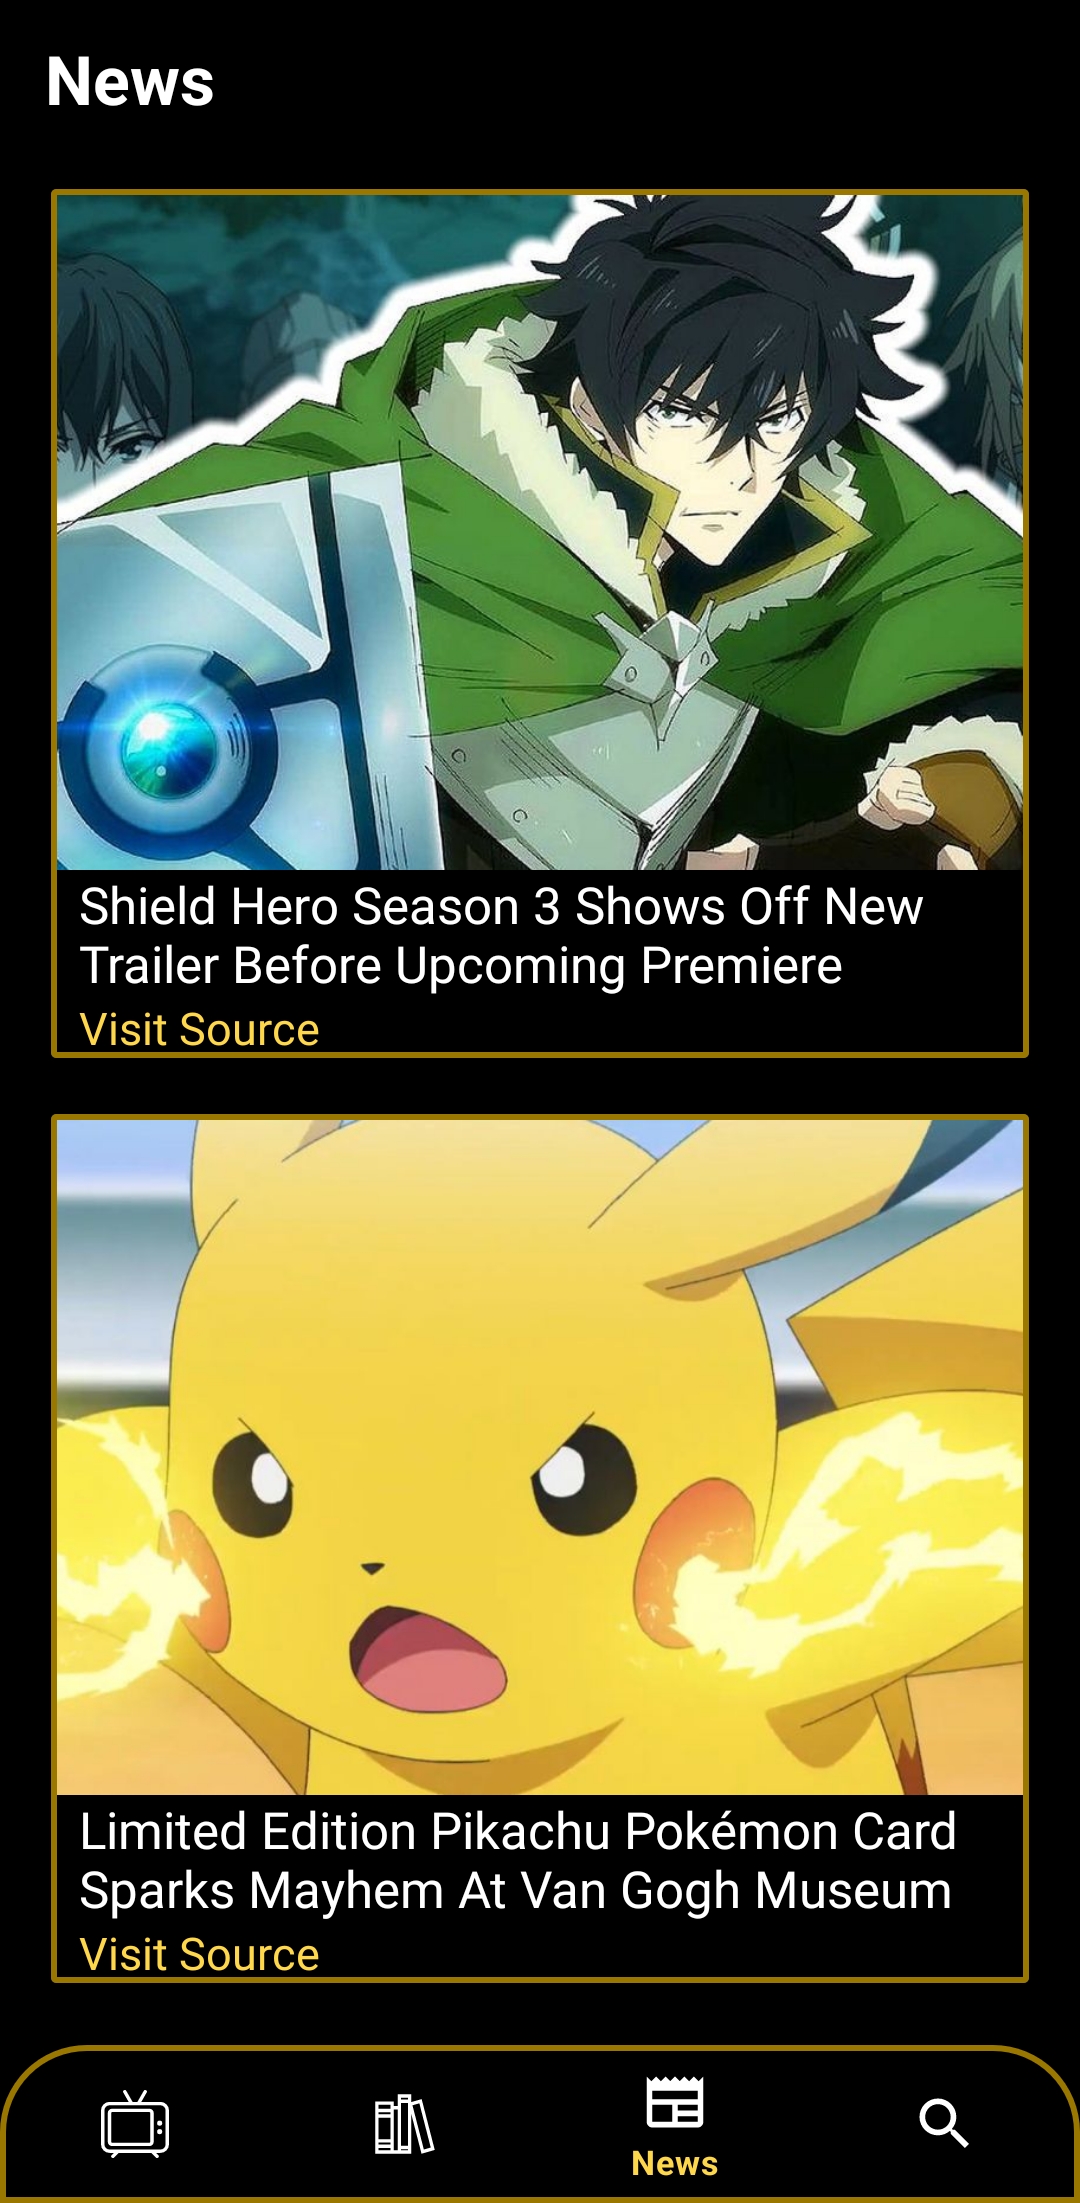 News
Shield Hero Season 3 Shows Off New
Trailer Before Upcoming Premiere
Visit Source
Limited Edition Pikachu Pokémon Card
Sparks Mayhem At Van Gogh Museum
Visit Source
News